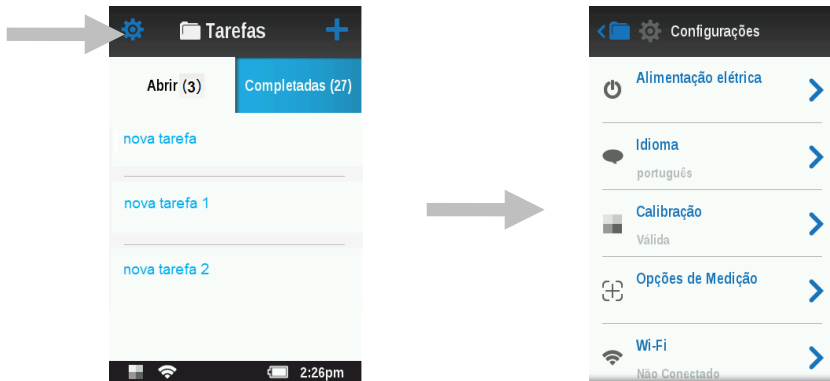 Tarefas
Abrir (3)
Completadas (27)
nova tarefa
nova tarefa 1
nova tarefa 2
2:26pm
Configurações
Alimentação elétrica
Idioma
português
Calibração
Válida
Opções de Medição
Wi-Fi
Não Conectado